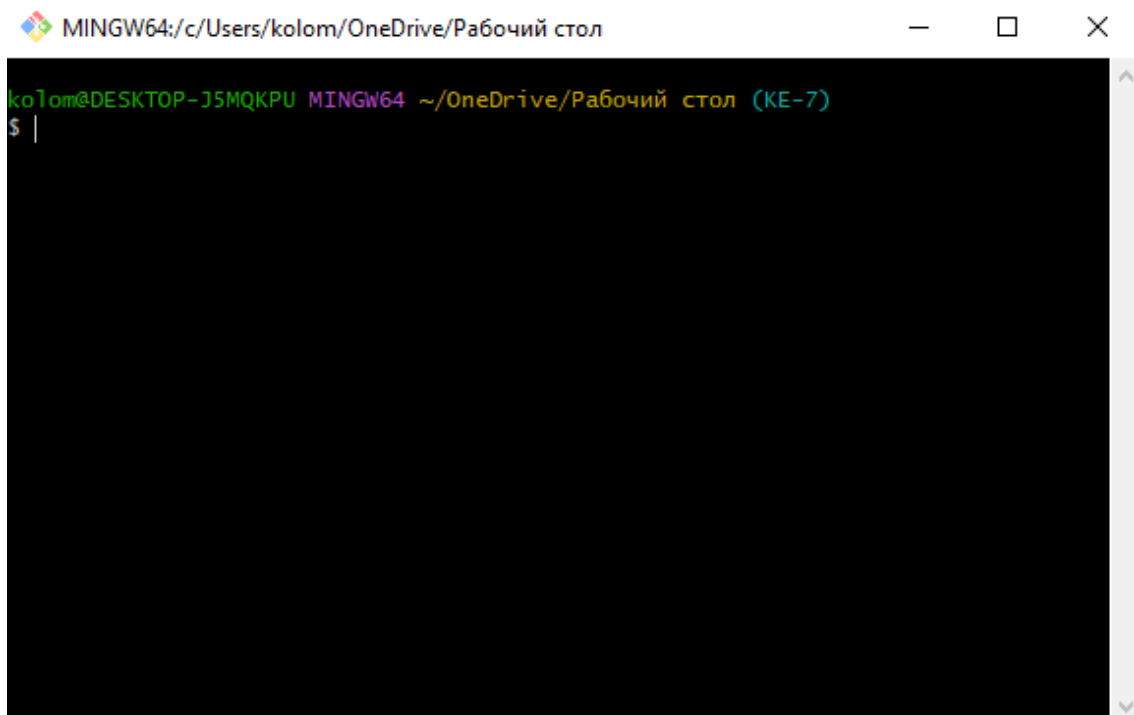 MINGW64:/c/Users/kolom/OneDrive/Рабочий стол
kolom@DESKTOP-J5MQKPU MINGW64 ~/OneDrive/Рабочий стол (KE-7)
$